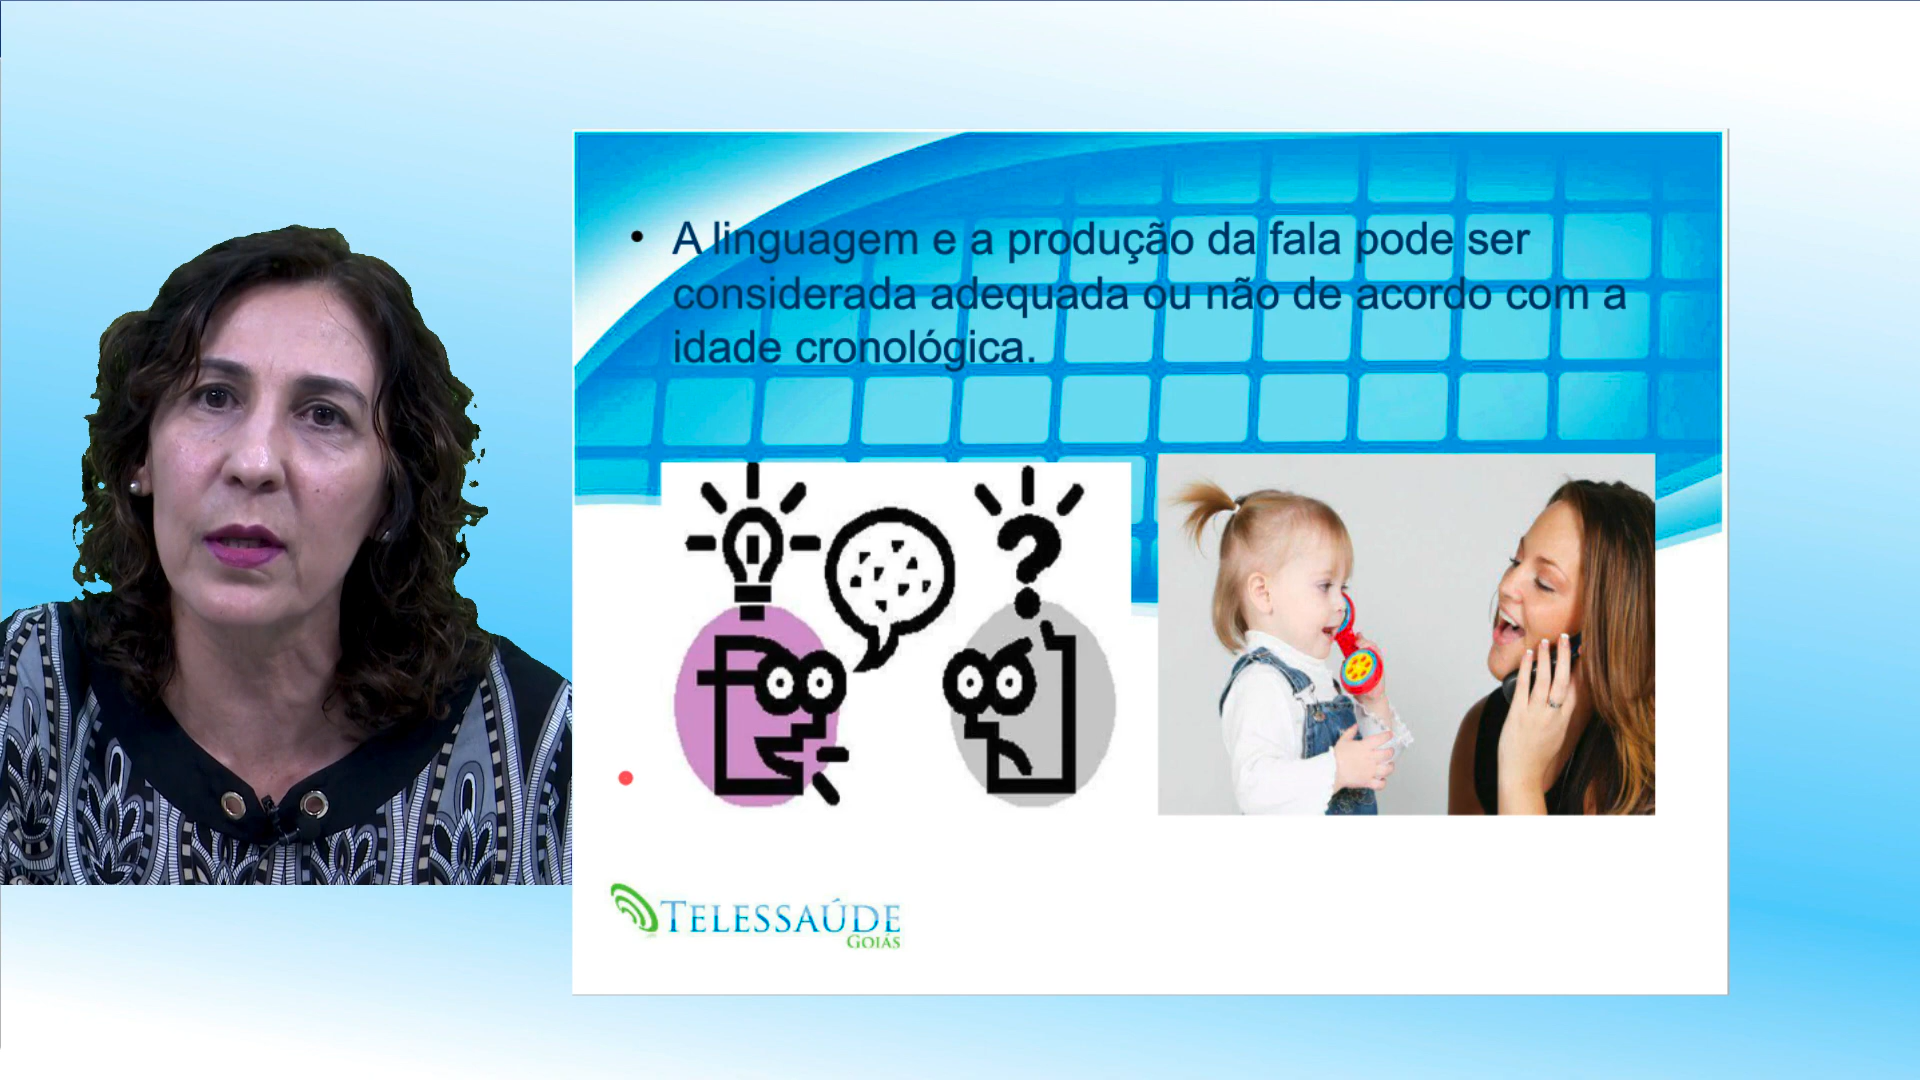 • A linguagem e a produção da fala pode ser
considerada adequada ou não de acordo com a
idade cronológica.
?
TELESSAÚDE
GOIÁS